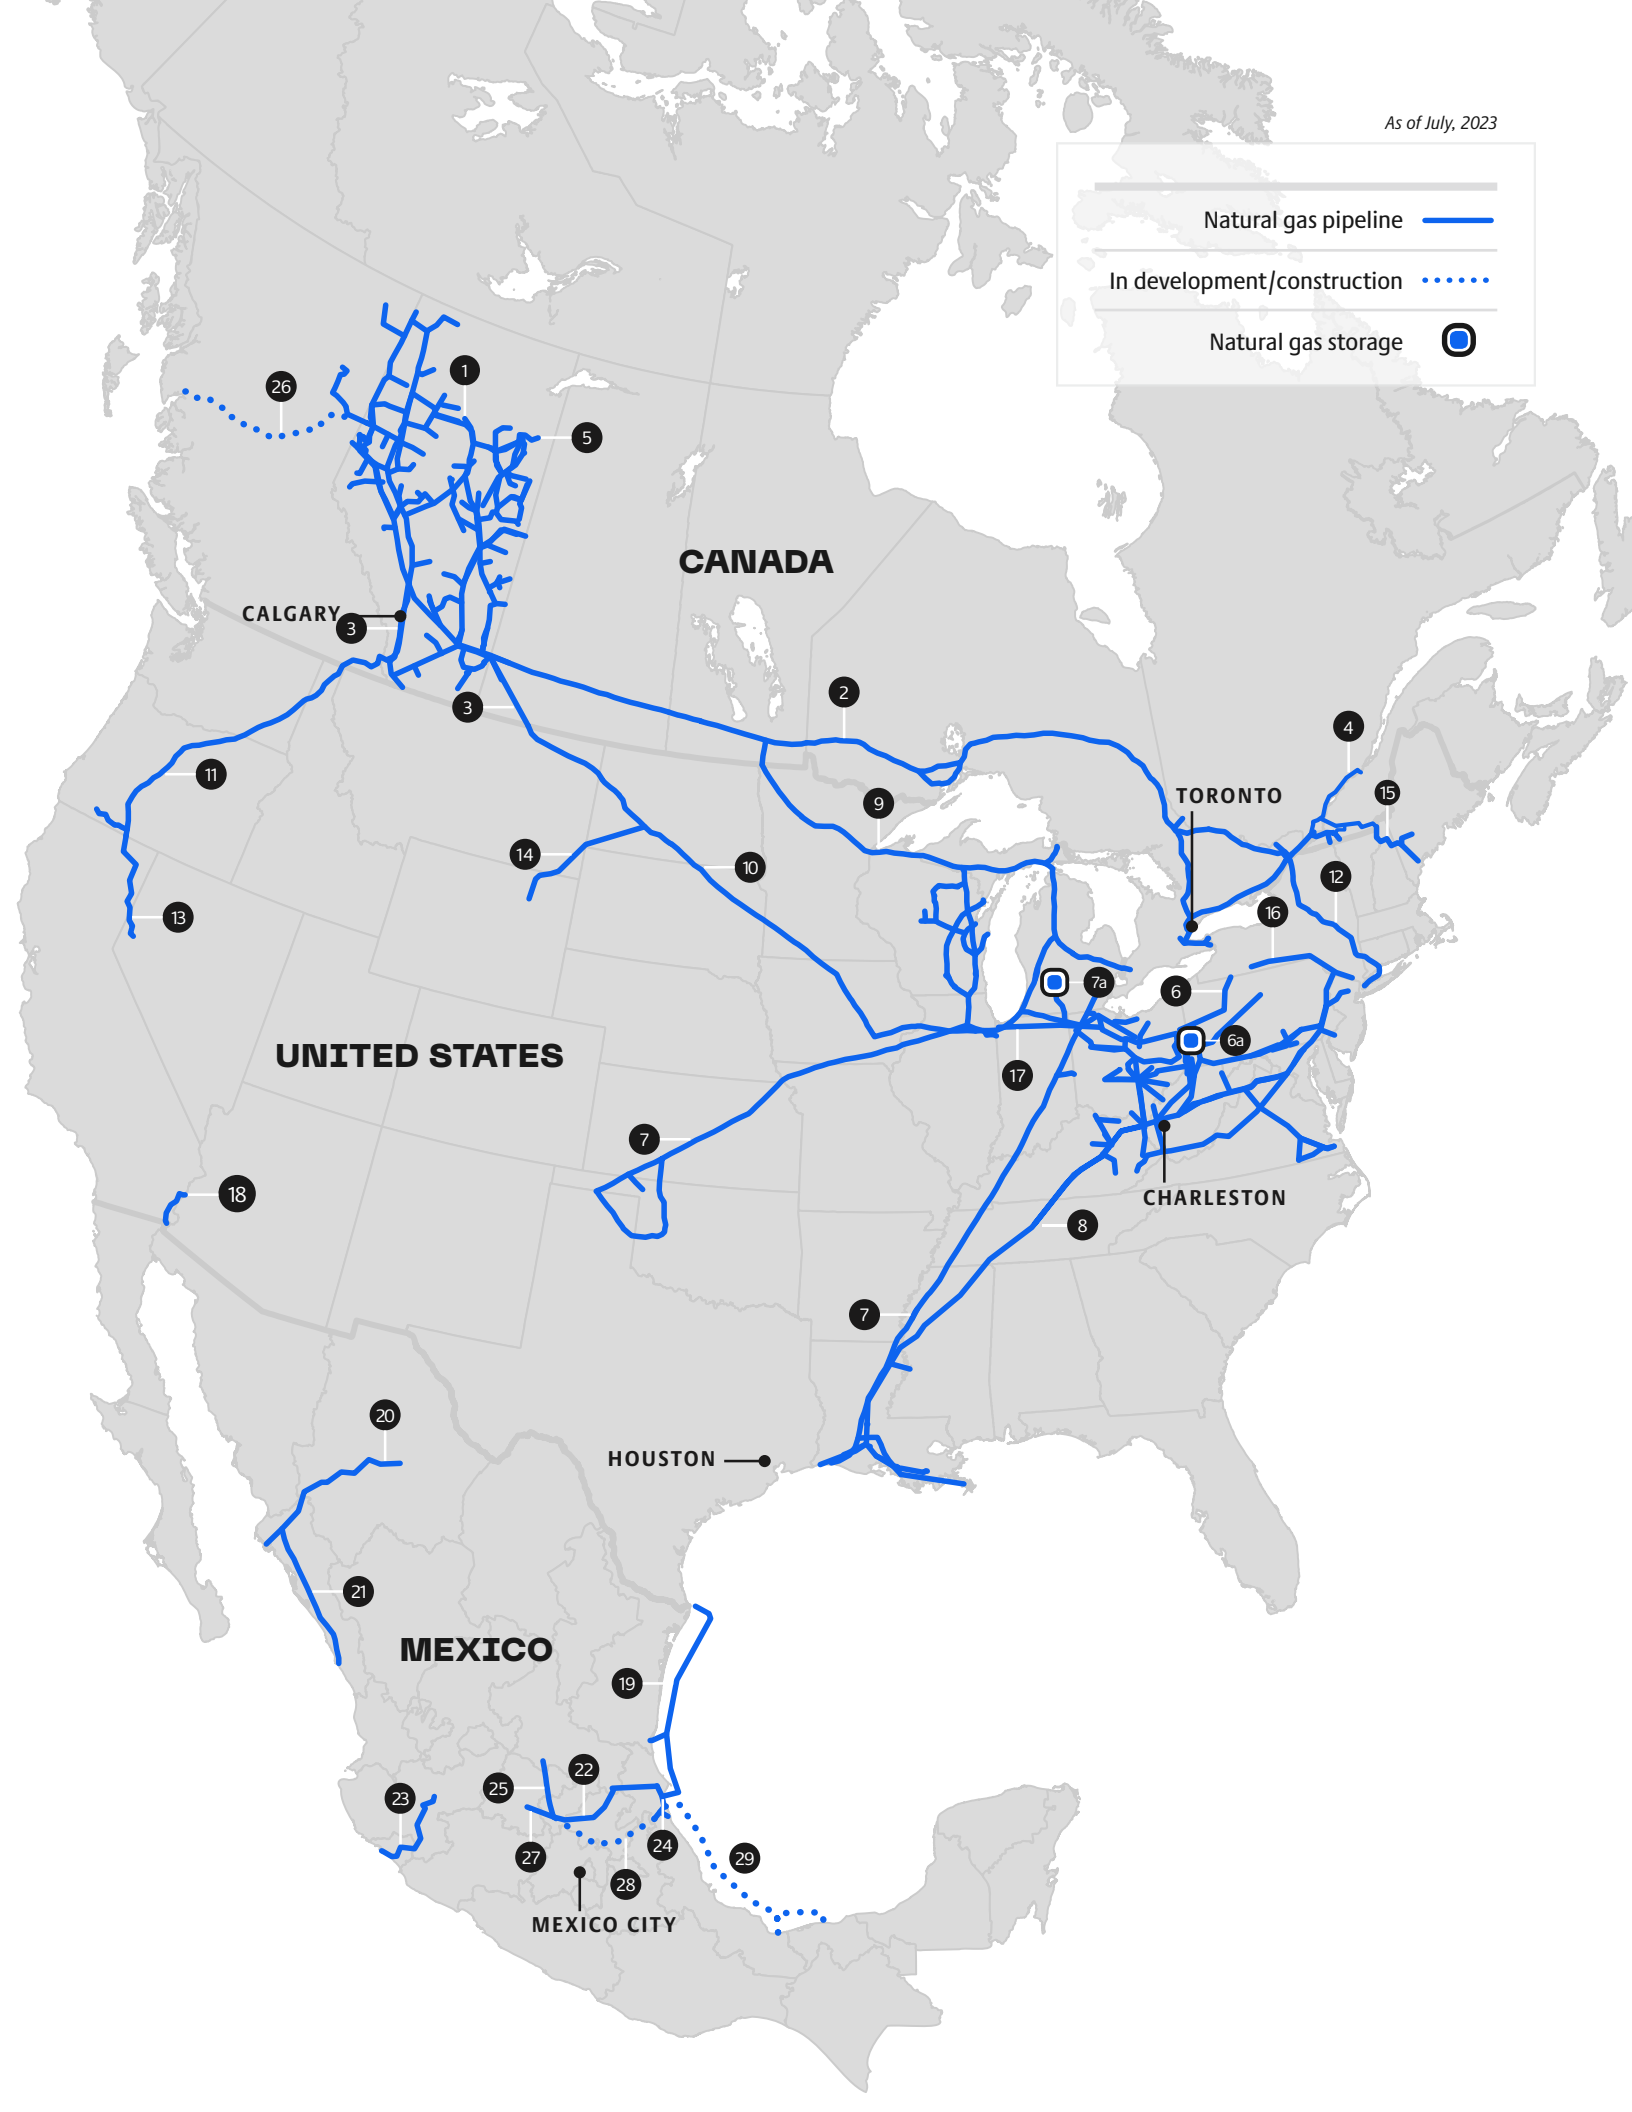 As of July, 2023
Natural gas pipeline
In development/construction
Natural gas storage
1
26
5
CANADA
CALGARY
3
2
3
4
11
15
TORONTO
9
14
10
12
16
13
7a
6
6a
UNITED STATES
17
7
18
CHARLESTON
8
7
20
HOUSTON
21
MEXICO
19
22
25
23
24
27
29
28
MEXICO CITY